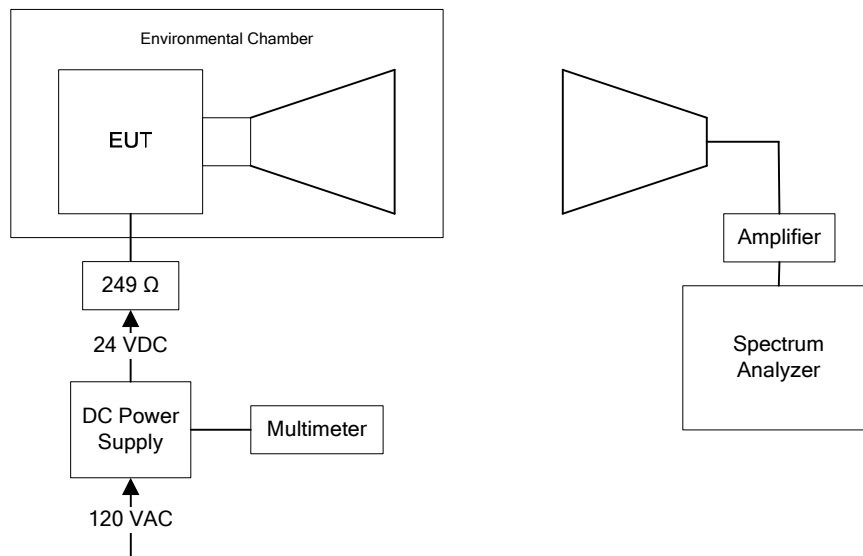 Environmental Chamber
EUT
249 Ω
24 VDC
DC Power
Supply
Multimeter
120 VAC
Amplifier
Spectrum
Analyzer